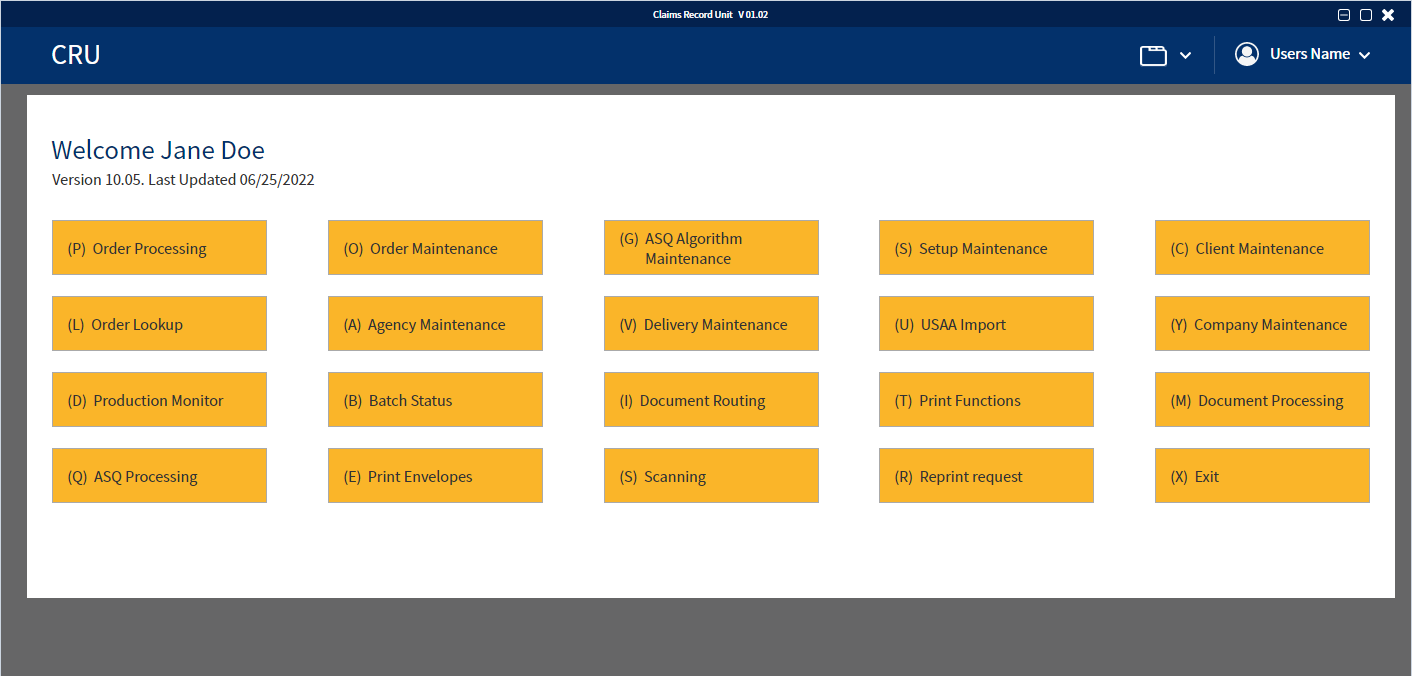 Claims Record Unit V 01.02
CRU
Users Name
Welcome Jane Doe
Version 10.05. Last Updated 06/25/2022
(P) Order Processing
(O) Order Maintenance
(G) ASQ Algorithm
Maintenance
(S) Setup Maintenance
(C) Client Maintenance
(L) Order Lookup
(A) Agency Maintenance
(V) Delivery Maintenance
(U) USAA Import
(Y) Company Maintenance
(D) Production Monitor
(B) Batch Status
(I) Document Routing
(T) Print Functions
(M) Document Processing
(Q) ASQ Processing
(E) Print Envelopes
(S) Scanning
(R) Reprint request
(X) Exit